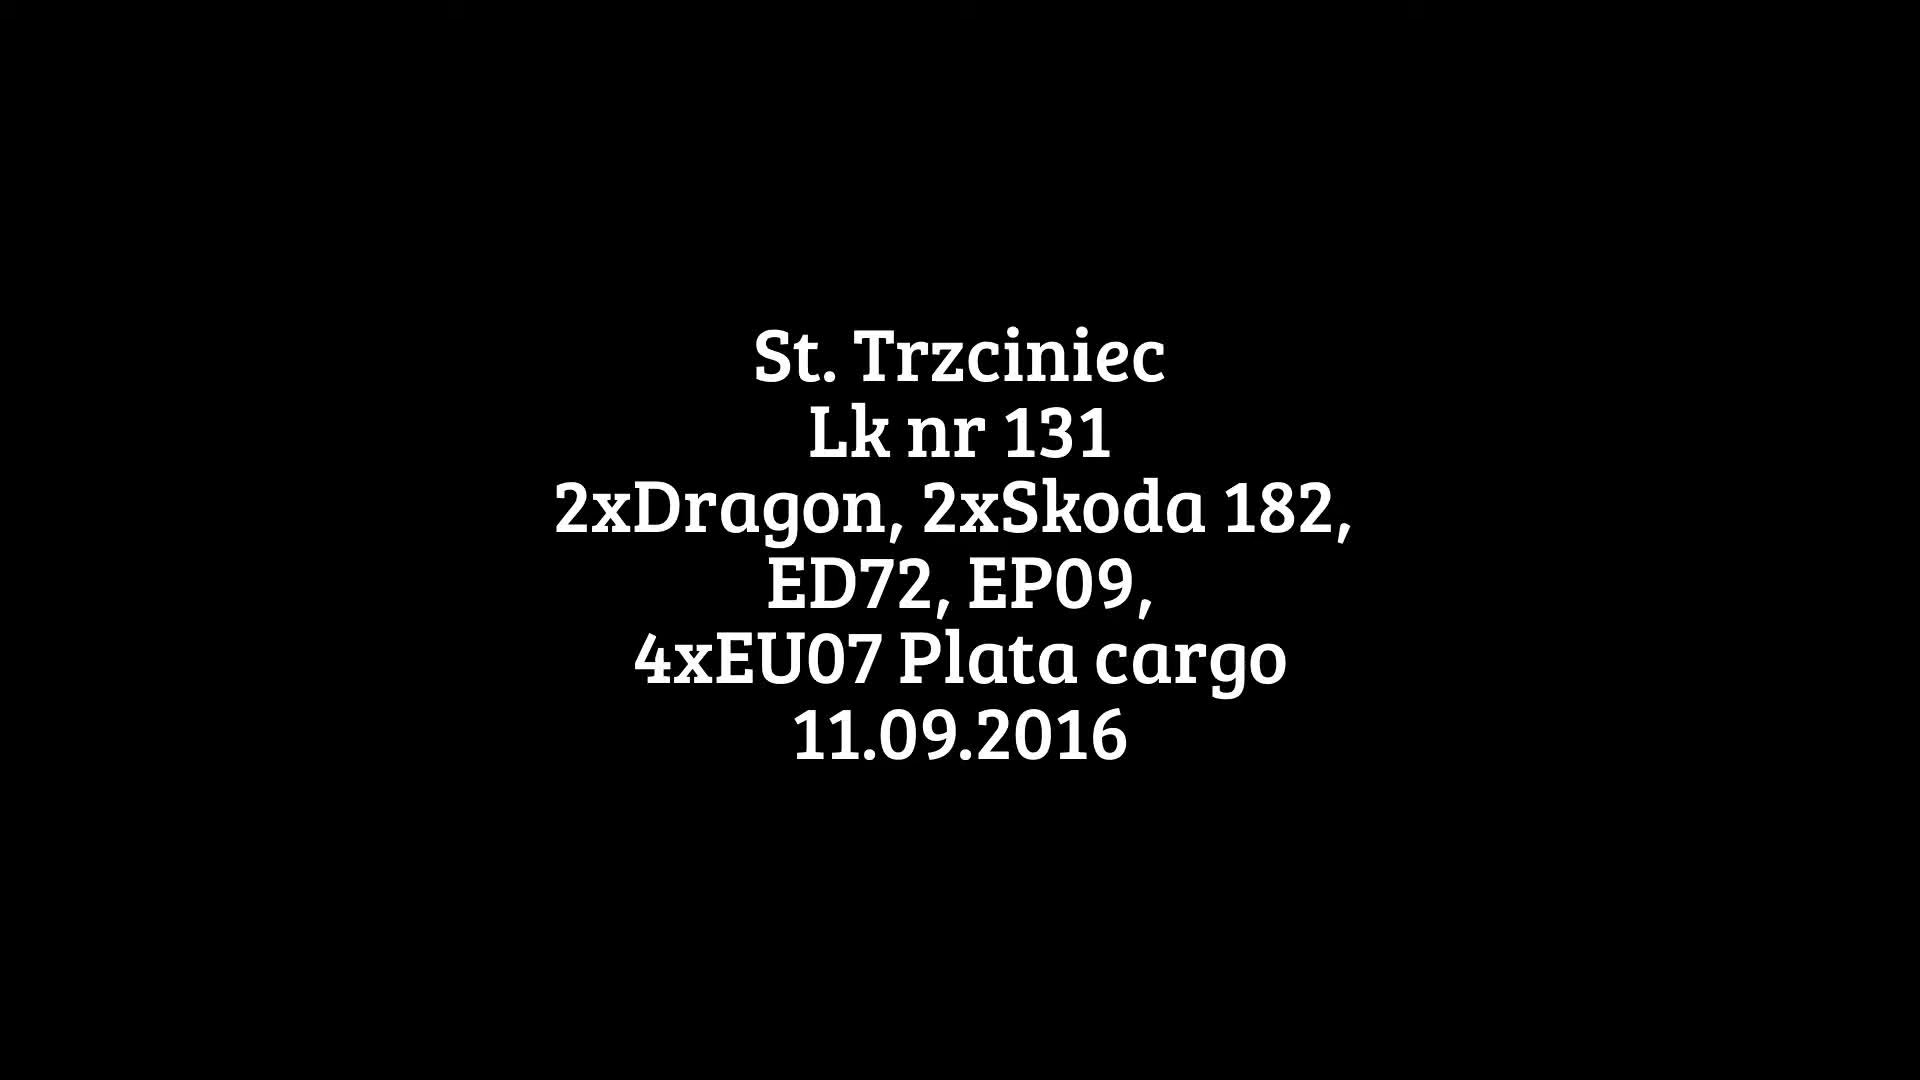 St. Trzciniec
Lk nr 131
2xDragon, 2xSkoda 182,
ED72, EP09,
4xEU07 Plata cargo
11.09.2016